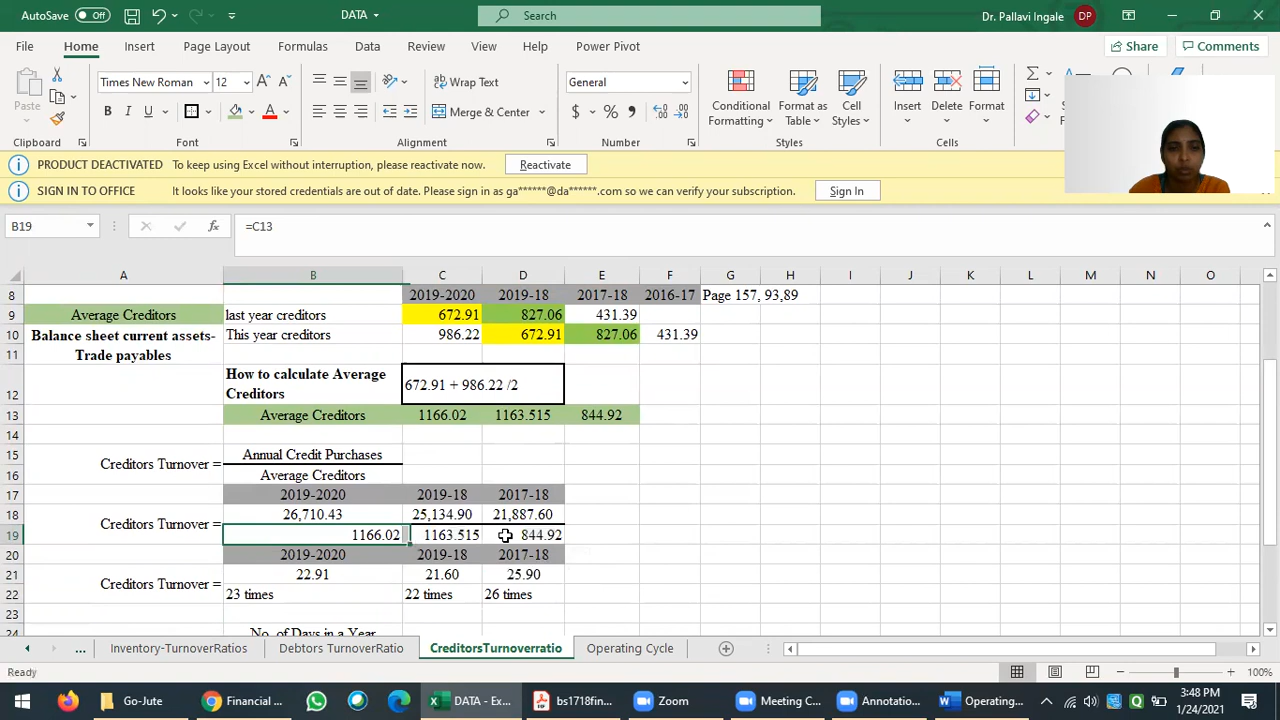 AutoSave Off DATA Search Dr. Pallavi Ingale DP
File Home Insert Page Layout Formulas Data Review View Help Power Pivot Share Comments
Paste Times New Roman 12 Wrap Text General Conditional Formatting Format as Table Cell Styles Insert Delete Format
B I U Merge & Center $ %
Clipboard Font Alignment Number Styles Cells
PRODUCT DEACTIVATED To keep using Excel without interruption, please reactivate now. Reactivate
SIGN IN TO OFFICE It looks like your stored credentials are out of date. Please sign in as ga******@da******.com so we can verify your subscription. Sign In
B19 fx =C13
A B C D E F G H I J K L M N O
8 2019-2020 2019-18 2017-18 2016-17 Page 157, 93,89
9 Average Creditors last year creditors 672.91 827.06 431.39
10 Balance sheet current assets- This year creditors 986.22 672.91 827.06 431.39
11 Trade payables
12 How to calculate Average Creditors 672.91 + 986.22 /2
13 Average Creditors 1166.02 1163.515 844.92
14
15 Creditors Turnover = Annual Credit Purchases
16 Average Creditors
17 2019-2020 2019-18 2017-18
18 Creditors Turnover = 26,710.43 25,134.90 21,887.60
19 1166.02 1163.515 844.92
20 2019-2020 2019-18 2017-18
21 Creditors Turnover = 22.91 21.60 25.90
22 23 times 22 times 26 times
23
24 No. of Days in a Year
... Inventory-TurnoverRatios Debtors TurnoverRatio CreditorsTurnoverratio Operating Cycle
Ready 100%
Go-Jute Financial ... DATA - Ex... bs1718fin... Zoom Meeting C... Annotatio... Operating... 3:48 PM
1/24/2021